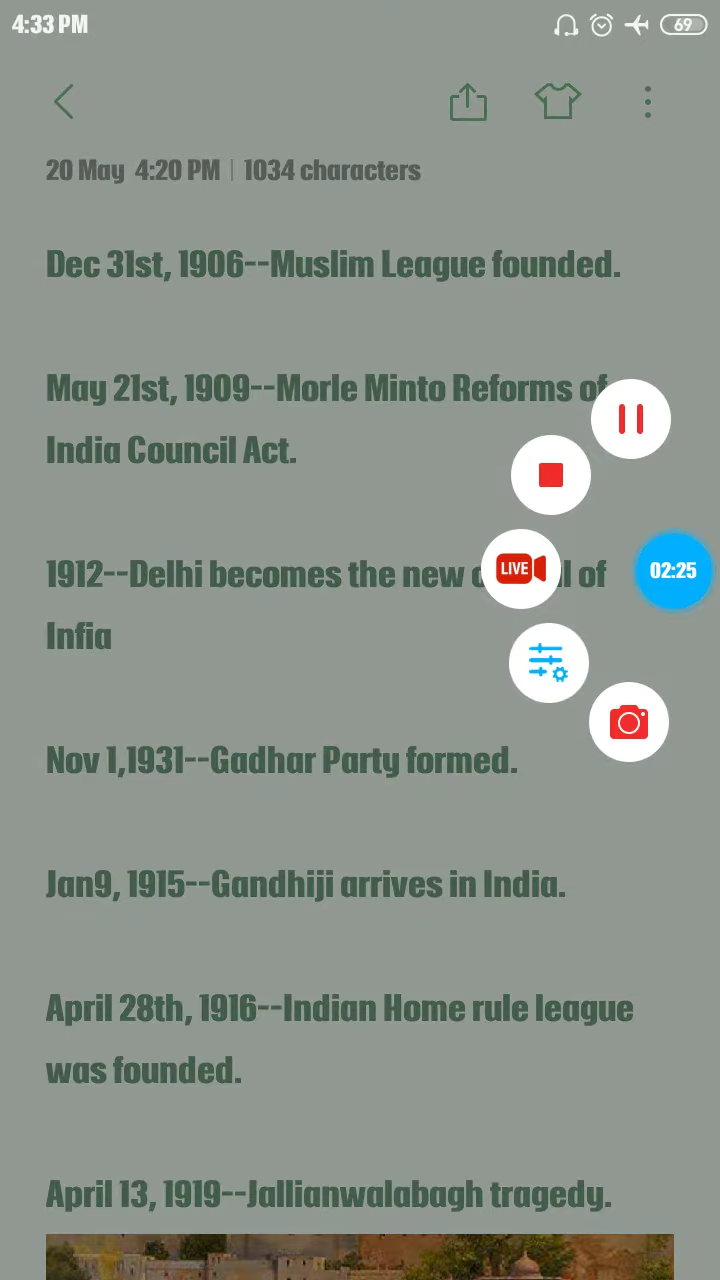 4:33 PM
69
20 May 4:20 PM | 1034 characters
Dec 31st, 1906--Muslim League founded.
May 21st, 1909--Morle Minto Reforms of
India Council Act.
1912--Delhi becomes the new of
Infia
Nov 1,1931--Gadhar Party formed.
Jan9, 1915--Gandhiji arrives in India.
April 28th, 1916--Indian Home rule league
was founded.
April 13, 1919--Jallianwalabagh tragedy.
LIVE
02:25